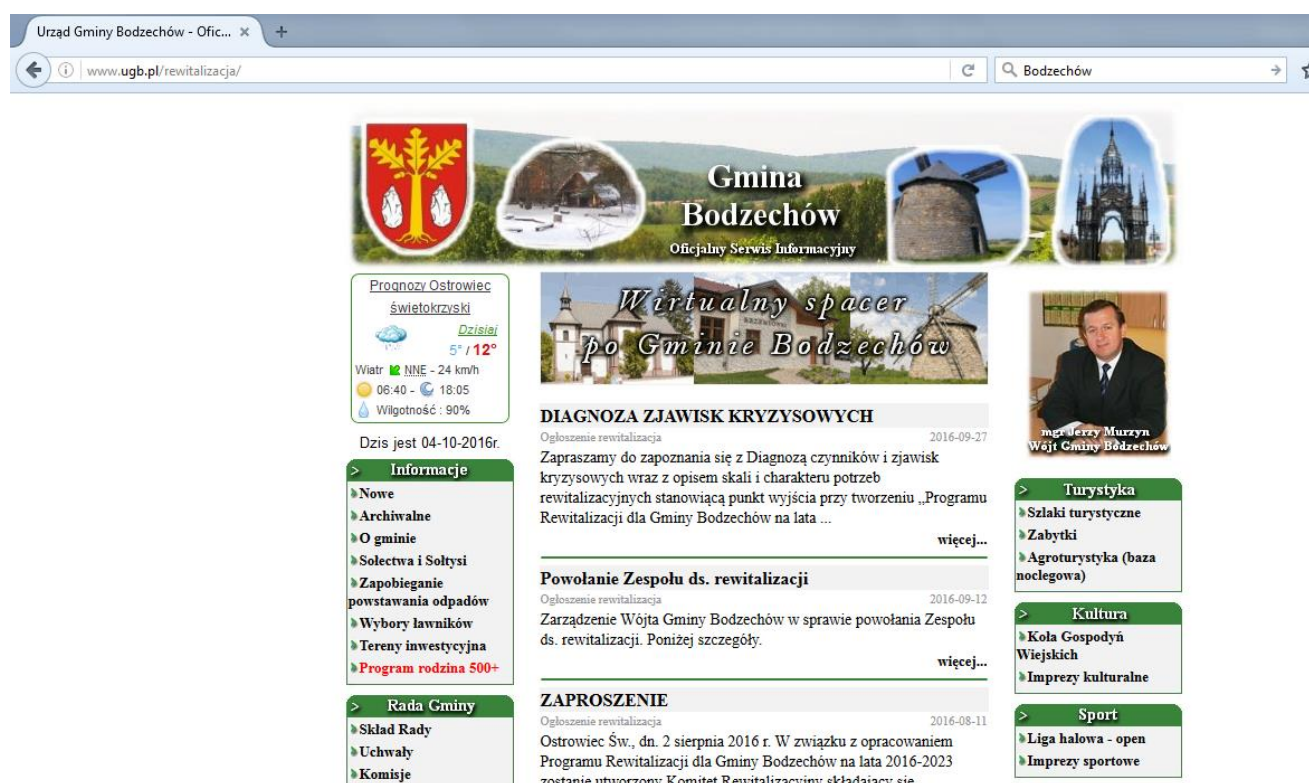 Urząd Gminy Bodzechów - Ofic... × +
www.ugb.pl/rewitalizacja/
Bodzechów
Gmina
Bodzechów
Oficjalny Serwis Informacyjny
Prognozy Ostrowiec
świętokrzyski
Dzisiaj
5° / 12°
Wiatr NNE - 24 km/h
06:40 - 18:05
Wilgotność : 90%
Dzis jest 04-10-2016r.
> Informacje
Nowe
Archiwalne
O gminie
Sołectwa i Sołtysi
Zapobieganie
powstawania odpadów
Wybory ławników
Tereny inwestycyjna
Program rodzina 500+
> Rada Gminy
Skład Rady
Uchwały
Komisje
Wirtualny spacer
po Gminie Bodzechów
DIAGNOZA ZJAWISK KRYZYSOWYCH
Ogłoszenie rewitalizacja 2016-09-27
Zapraszamy do zapoznania się z Diagnozą czynników i zjawisk
kryzysowych wraz z opisem skali i charakteru potrzeb
rewitalizacyjnych stanowiącą punkt wyjścia przy tworzeniu „Programu
Rewitalizacji dla Gminy Bodzechów na lata ...
więcej...
Powołanie Zespołu ds. rewitalizacji
Ogłoszenie rewitalizacja 2016-09-12
Zarządzenie Wójta Gminy Bodzechów w sprawie powołania Zespołu
ds. rewitalizacji. Poniżej szczegóły.
więcej...
ZAPROSZENIE
Ogłoszenie rewitalizacja 2016-08-11
Ostrowiec Św., dn. 2 sierpnia 2016 r. W związku z opracowaniem
Programu Rewitalizacji dla Gminy Bodzechów na lata 2016-2023
zostanie utworzony Komitet Rewitalizacyjny składający się
mgr Jerzy Murzyn
Wójt Gminy Bodzechów
> Turystyka
Szlaki turystyczne
Zabytki
Agroturystyka (baza
noclegowa)
> Kultura
Koła Gospodyń
Wiejskich
Imprezy kulturalne
> Sport
Liga halowa - open
Imprezy sportowe